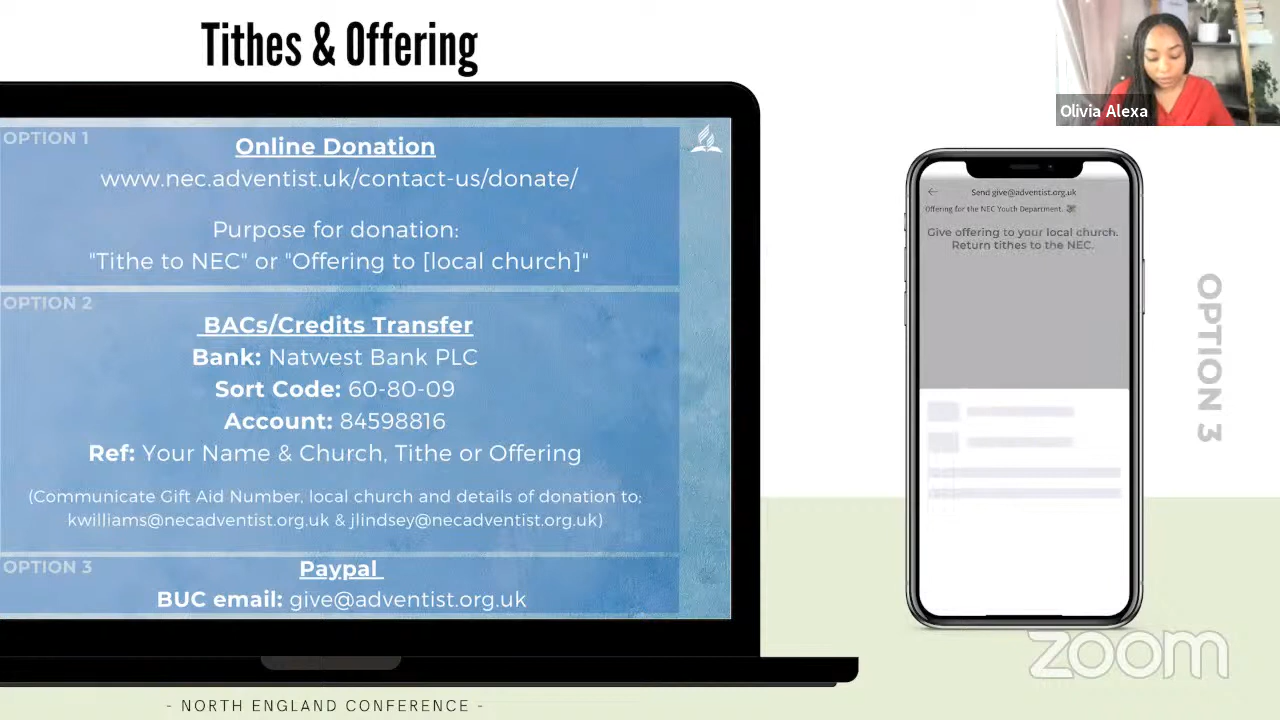 Tithes & Offering
Olivia Alexa
OPTION 1
Online Donation
www.nec.adventist.uk/contact-us/donate/
Purpose for donation:
"Tithe to NEC" or "Offering to [local church]"
OPTION 2
BACs/Credits Transfer
Bank: Natwest Bank PLC
Sort Code: 60-80-09
Account: 84598816
Ref: Your Name & Church, Tithe or Offering
(Communicate Gift Aid Number, local church and details of donation to;
kwilliams@necadventist.org.uk & jlindsey@necadventist.org.uk)
OPTION 3
Paypal
BUC email: give@adventist.org.uk
Send give@adventist.org.uk
Offering for the NEC Youth Department.
Give offering to your local church.
Return tithes to the NEC.
OPTION 3
zoom
- NORTH ENGLAND CONFERENCE -